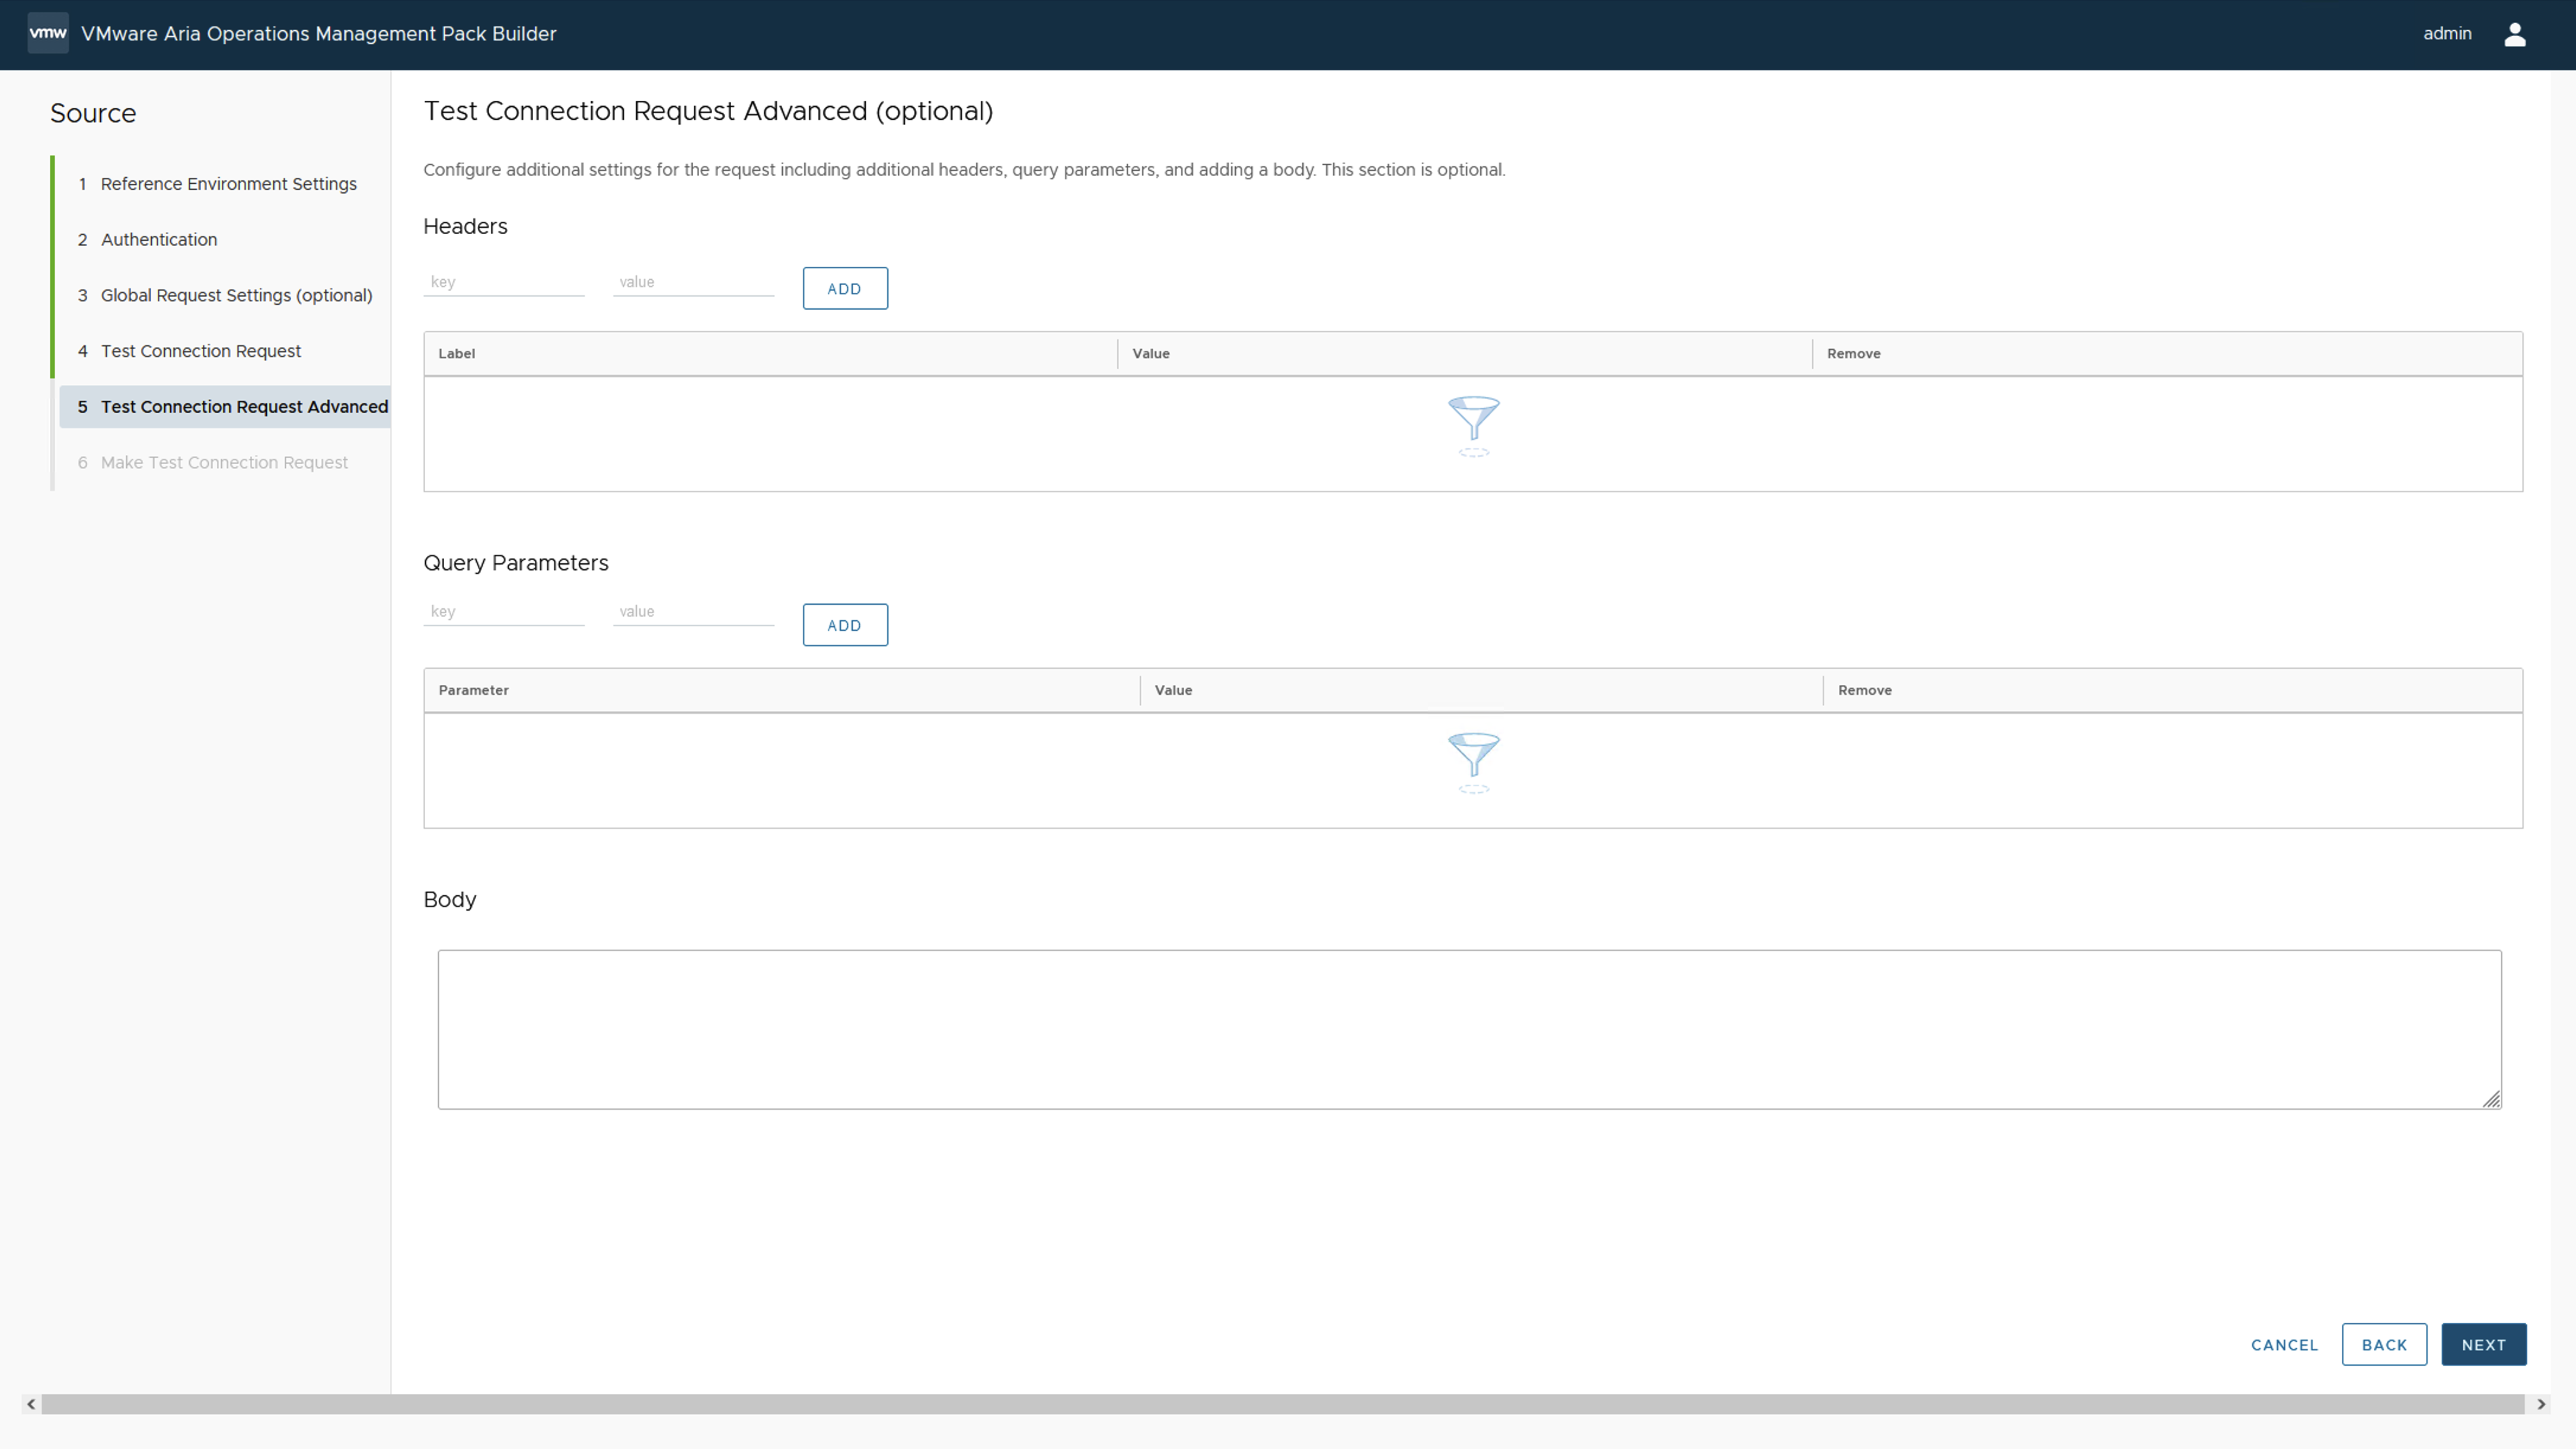 vmw VMware Aria Operations Management Pack Builder
admin
Source
1 Reference Environment Settings
2 Authentication
3 Global Request Settings (optional)
4 Test Connection Request
5 Test Connection Request Advanced
6 Make Test Connection Request
Test Connection Request Advanced (optional)
Configure additional settings for the request including additional headers, query parameters, and adding a body. This section is optional.
Headers
key value ADD
Label Value Remove
Query Parameters
key value ADD
Parameter Value Remove
Body
CANCEL BACK NEXT